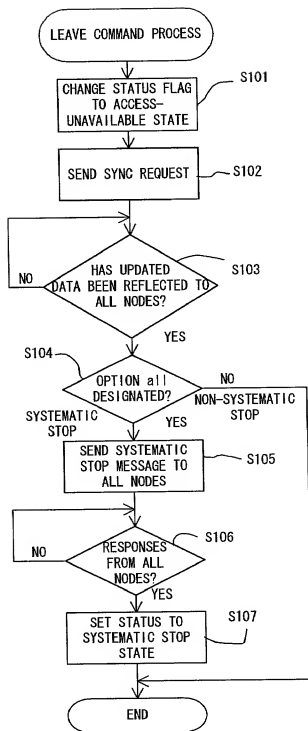 LEAVE COMMAND PROCESS
S101
CHANGE STATUS FLAG
TO ACCESS-
UNAVAILABLE STATE
SEND SYNC REQUEST
S102
S103
NO
HAS UPDATED
DATA BEEN REFLECTED TO
ALL NODES?
YES
S104
OPTION all
DESIGNATED?
NO
NON-SYSTEMATIC
STOP
SYSTEMATIC
STOP
YES
SEND SYSTEMATIC
STOP MESSAGE TO
ALL NODES
S105
S106
NO
RESPONSES
FROM ALL
NODES?
YES
S107
SET STATUS TO
SYSTEMATIC STOP
STATE
END